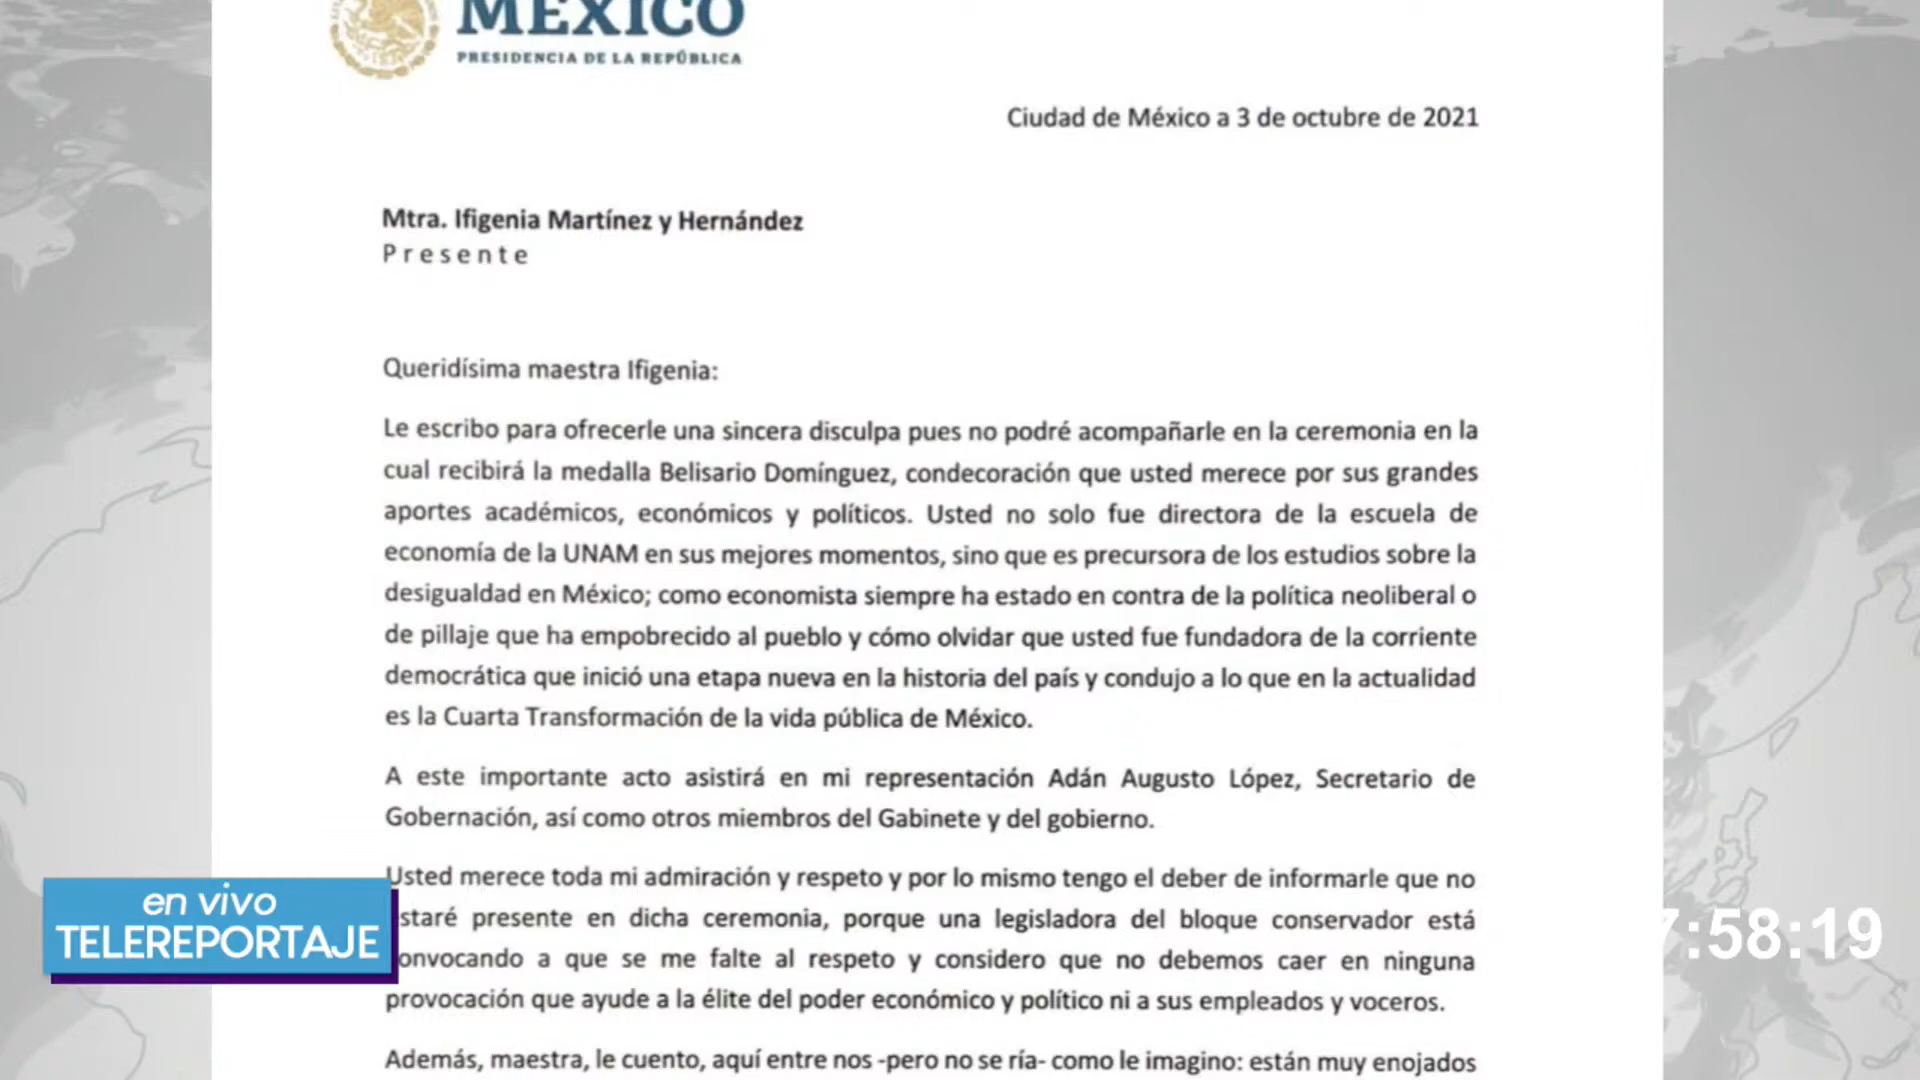 MÉXICO
PRESIDENCIA DE LA REPÚBLICA
Ciudad de México a 3 de octubre de 2021
Mtra. Ifigenia Martínez y Hernández
Presente
Queridísima maestra Ifigenia:
Le escribo para ofrecerle una sincera disculpa pues no podré acompañarle en la ceremonia en la
cual recibirá la medalla Belisario Domínguez, condecoración que usted merece por sus grandes
aportes académicos, económicos y políticos. Usted no solo fue directora de la escuela de
economía de la UNAM en sus mejores momentos, sino que es precursora de los estudios sobre la
desigualdad en México; como economista siempre ha estado en contra de la política neoliberal o
de pillaje que ha empobrecido al pueblo y cómo olvidar que usted fue fundadora de la corriente
democrática que inició una etapa nueva en la historia del país y condujo a lo que en la actualidad
es la Cuarta Transformación de la vida pública de México.
A este importante acto asistirá en mi representación Adán Augusto López, Secretario de
Gobernación, así como otros miembros del Gabinete y del gobierno.
Usted merece toda mi admiración y respeto y por lo mismo tengo el deber de informarle que no
staré presente en dicha ceremonia, porque una legisladora del bloque conservador está
onvocando a que se me falte al respeto y considero que no debemos caer en ninguna
provocación que ayude a la élite del poder económico y político ni a sus empleados y voceros.
Además, maestra, le cuento, aquí entre nos -pero no se ría- como le imagino: están muy enojados
en vivo
TELEREPORTAJE
7:58:19